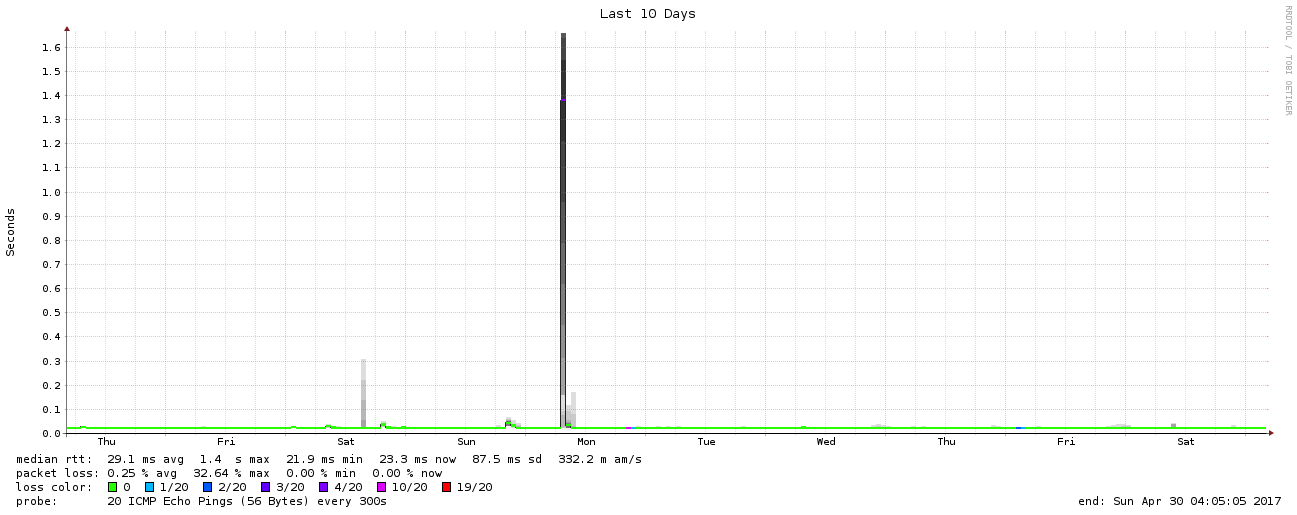 Last 10 Days
RRDTOOL / TOBI OETIKER
Seconds
1.6
1.5
1.4
1.3
1.2
1.1
1.0
0.9
0.8
0.7
0.6
0.5
0.4
0.3
0.2
0.1
0.0
Thu Fri Sat Sun Mon Tue Wed Thu Fri Sat
median rtt: 29.1 ms avg 1.4 s max 21.9 ms min 23.3 ms now 87.5 ms sd 332.2 m am/s
packet loss: 0.25 % avg 32.64 % max 0.00 % min 0.00 % now
loss color: 0 1/20 2/20 3/20 4/20 10/20 19/20
probe: 20 ICMP Echo Pings (56 Bytes) every 300s end: Sun Apr 30 04:05:05 2017